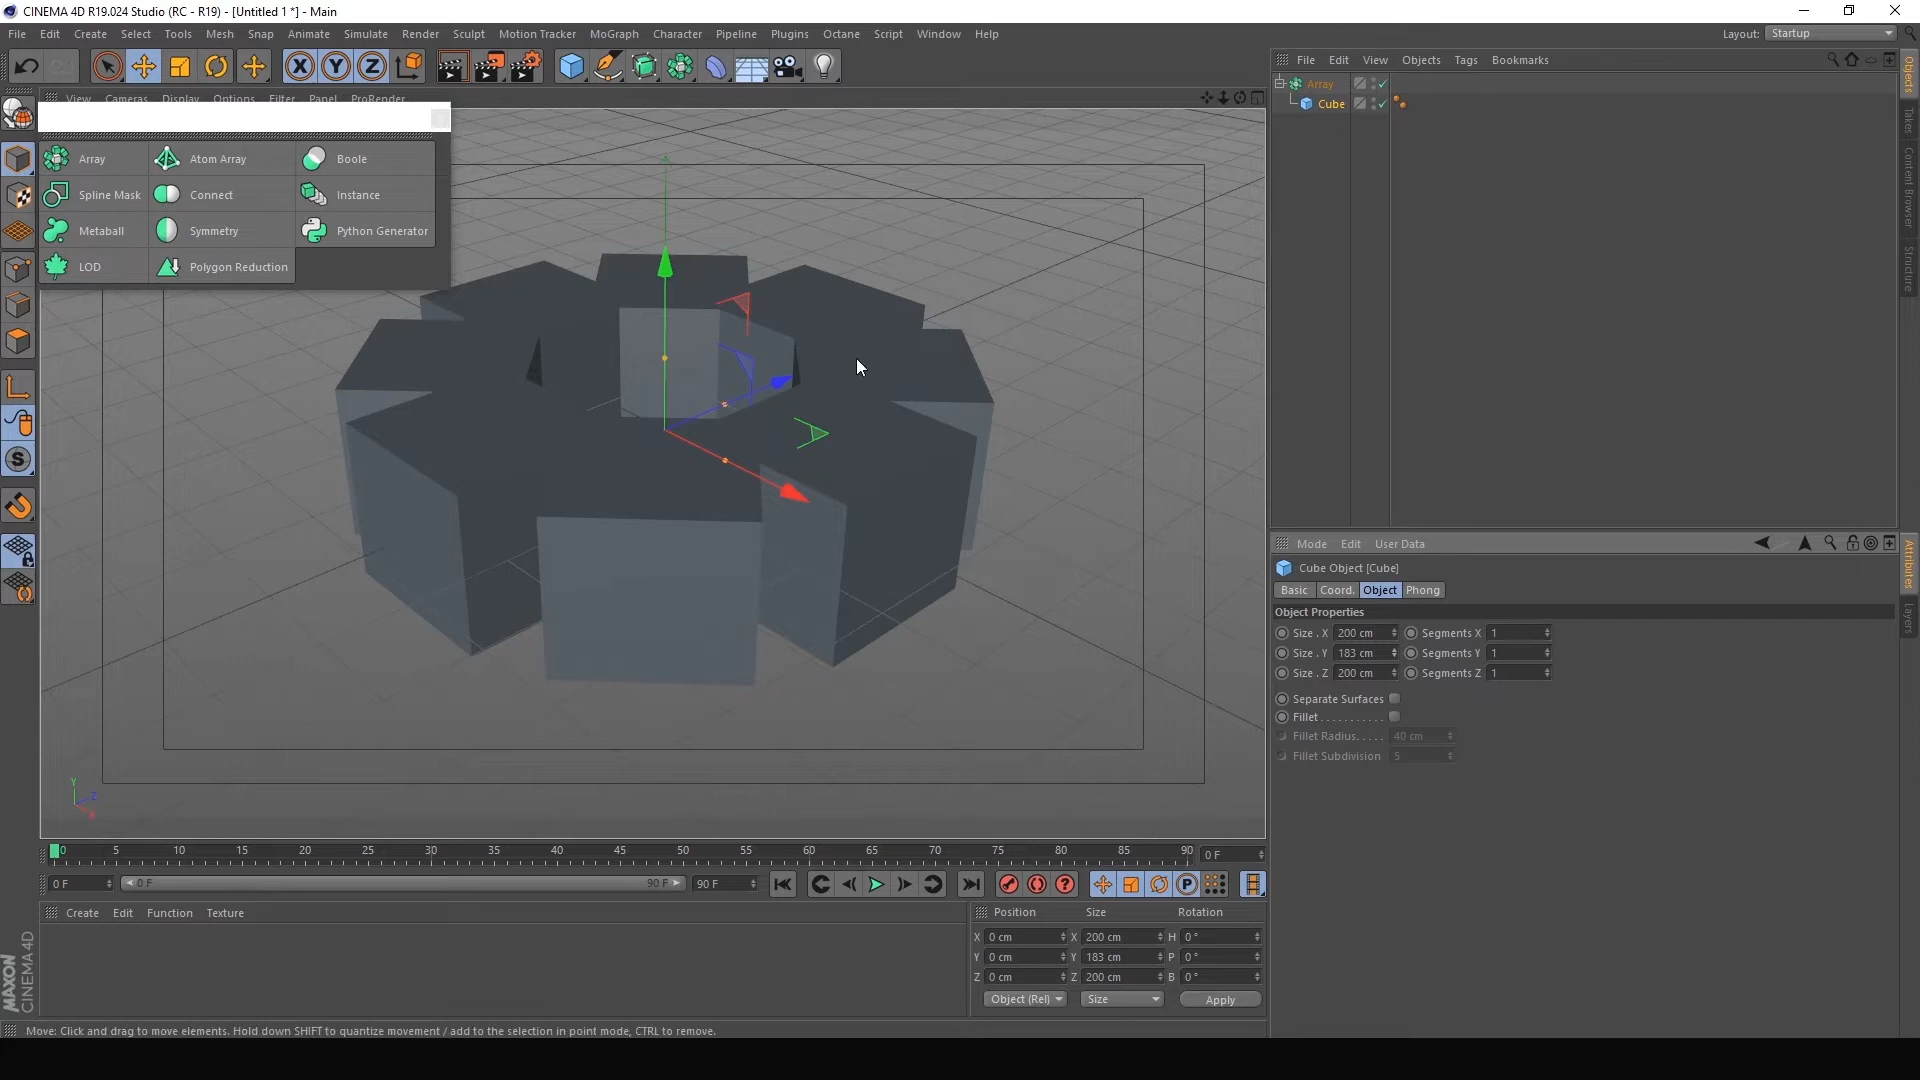 CINEMA 4D R19.024 Studio (RC - R19) - [Untitled 1 *] - Main
File Edit Create Select Tools Mesh Snap Animate Simulate Render Sculpt Motion Tracker MoGraph Character Pipeline Plugins Octane Script Window Help
Layout: Startup
X Y Z
View Cameras Display Options Filter Panel ProRender
Array Atom Array Boole
Spline Mask Connect Instance
Metaball Symmetry Python Generator
LOD Polygon Reduction
S
Y
Z
File Edit View Objects Tags Bookmarks
Array
Cube
Objects
Takes
Content Browser
Structure
Mode Edit User Data
Cube Object [Cube]
Basic Coord. Object Phong
Object Properties
Size . X 200 cm Segments X 1
Size . Y 183 cm Segments Y 1
Size . Z 200 cm Segments Z 1
Separate Surfaces
Fillet . . . . . . . . . . .
Fillet Radius. . . . . 40 cm
Fillet Subdivision 5
Attributes
Layers
0 5 10 15 20 25 30 35 40 45 50 55 60 65 70 75 80 85 90
0 F
0 F 0 F 90 F 90 F
? P
Create Edit Function Texture
Position Size Rotation
X 0 cm X 200 cm H 0 °
Y 0 cm Y 183 cm P 0 °
Z 0 cm Z 200 cm B 0 °
Object (Rel) Size Apply
MAXON
CINEMA 4D
Move: Click and drag to move elements. Hold down SHIFT to quantize movement / add to the selection in point mode, CTRL to remove.